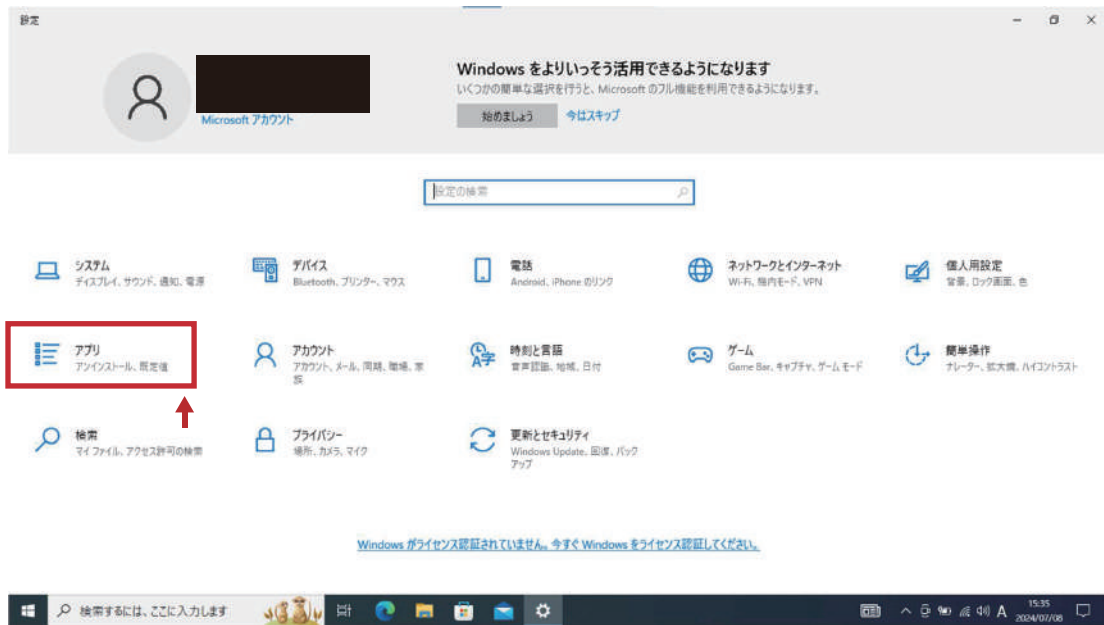 設定
Windows をよりいっそう活用できるようになります
いくつかの簡単な選択を行うと、Microsoft のフル機能を利用できるようになります。
Microsoft アカウント
始めましょう
今はスキップ
設定の検索
システム
ディスプレイ、サウンド、通知、電源
デバイス
Bluetooth、プリンター、マウス
電話
Android、iPhone のリンク
ネットワークとインターネット
Wi-Fi、機内モード、VPN
個人用設定
背景、ロック画面、色
アプリ
アンインストール、既定値
アカウント
アカウント、メール、同期、職場、家
族
時刻と言語
音声認識、地域、日付
ゲーム
Game Bar、キャプチャ、ゲーム モード
簡単操作
ナレーター、拡大鏡、ハイコントラスト
検索
マイ ファイル、アクセス許可の検索
プライバシー
場所、カメラ、マイク
更新とセキュリティ
Windows Update、回復、バック
アップ
Windows がライセンス認証されていません。今すぐ Windows をライセンス認証してください。
検索するには、ここに入力します
A
15:35
2024/07/08